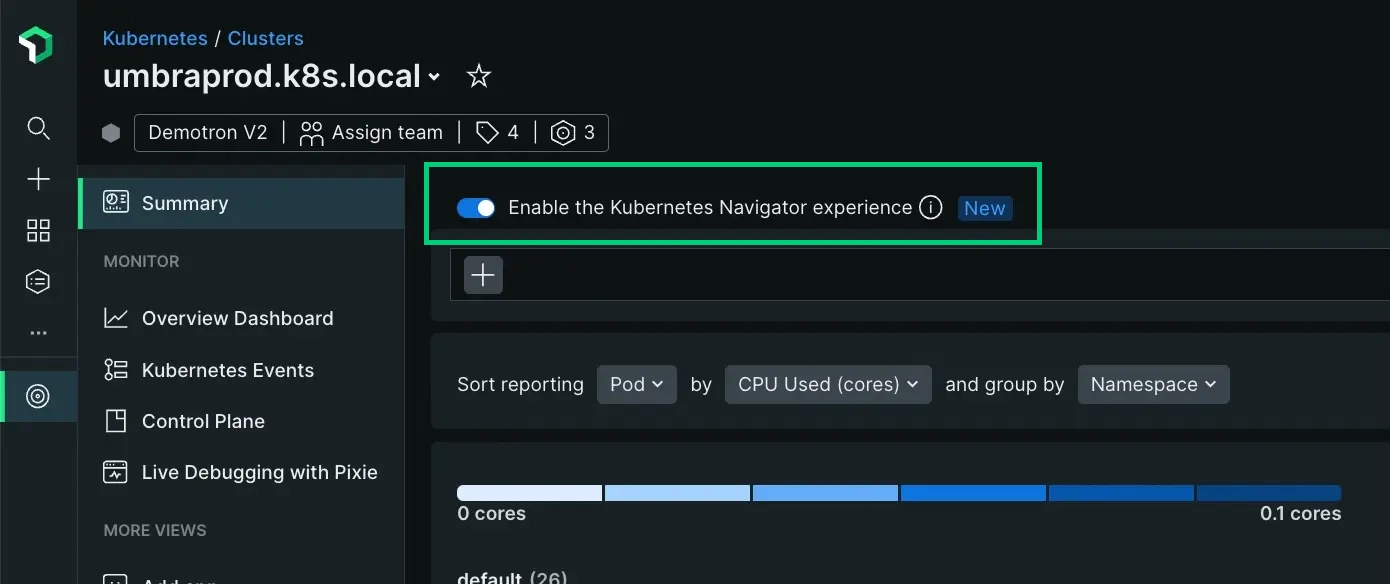 Kubernetes / Clusters
umbraprod.k8s.local
Demotron V2 | Assign team | 4 | 3
Summary
Enable the Kubernetes Navigator experience New
MONITOR
Overview Dashboard
Kubernetes Events
Control Plane
Live Debugging with Pixie
MORE VIEWS
Add app
Sort reporting Pod by CPU Used (cores) and group by Namespace
0 cores 0.1 cores
default (26)